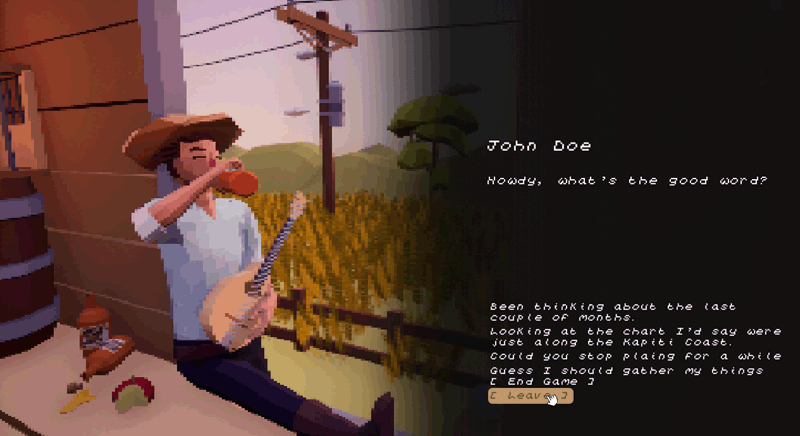 John Doe
Howdy, what's the good word?
Been thinking about the last
couple of months.
Looking at the chart I'd say were
just along the Kapiti Coast.
Could you stop plaing for a while
Guess I should gather my things
[ End Game ]
[ Leave ]